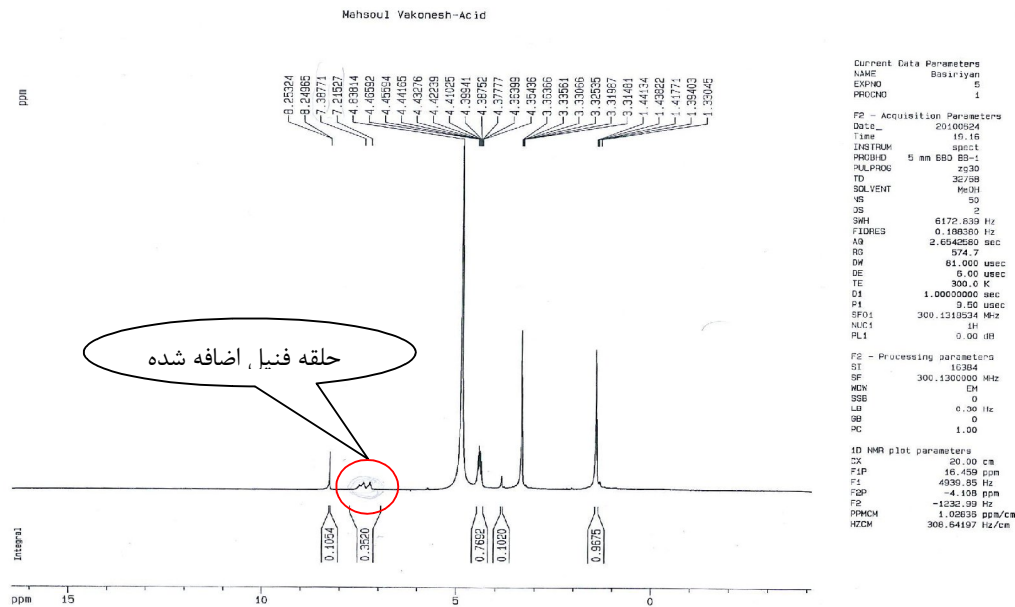 Mahsoul Vakonesh-Acid
ppm
8.25324
8.24965
7.38771
7.21527
4.83814
4.46592
4.45594
4.44165
4.43276
4.42239
4.41025
4.39941
4.38752
4.37777
4.36399
4.35436
3.35366
3.33561
3.33066
3.32535
3.31987
3.31481
1.44134
1.43822
1.41771
1.39403
1.33045
حلقه فنیل اضافه شده
Integral
0.1054
0.3520
0.7692
0.1020
0.9675
ppm 15 10 5 0
Current Data Parameters
NAME Basiriyan
EXPNO 5
PROCNO 1
F2 - Acquisition Parameters
Date_ 20100524
Time 19.16
INSTRUM spect
PROBHD 5 mm BBO BB-1
PULPROG zg30
TD 32768
SOLVENT MeOH
NS 50
DS 2
SWH 6172.839 Hz
FIDRES 0.188380 Hz
AQ 2.6542580 sec
RG 574.7
DW 81.000 usec
DE 6.00 usec
TE 300.0 K
D1 1.00000000 sec
P1 9.50 usec
SFO1 300.1318534 MHz
NUC1 1H
PL1 0.00 dB
F2 - Processing parameters
SI 16384
SF 300.1300000 MHz
WDW EM
SSB 0
LB 0.30 Hz
GB 0
PC 1.00
1D NMR plot parameters
CX 20.00 cm
F1P 16.459 ppm
F1 4939.85 Hz
F2P -4.108 ppm
F2 -1232.99 Hz
PPMCM 1.02836 ppm/cm
HZCM 308.64197 Hz/cm